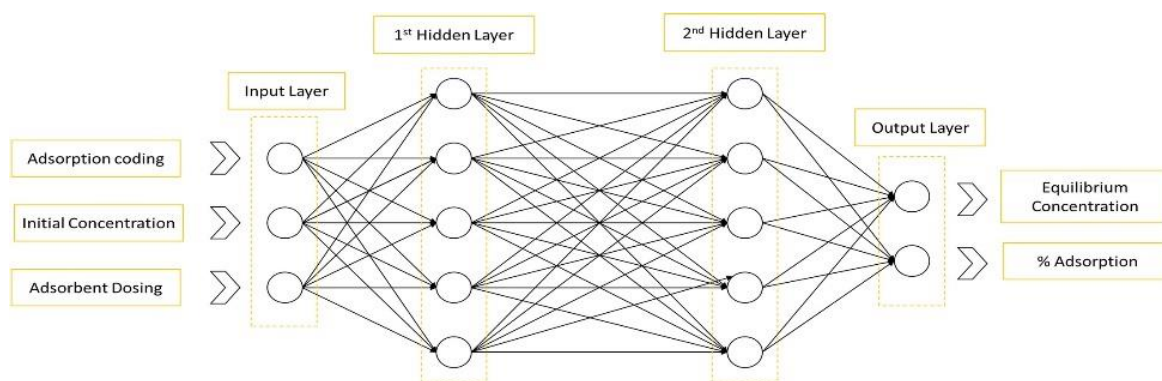 1st Hidden Layer
2nd Hidden Layer
Input Layer
Output Layer
Adsorption coding
Initial Concentration
Adsorbent Dosing
Equilibrium
Concentration
% Adsorption